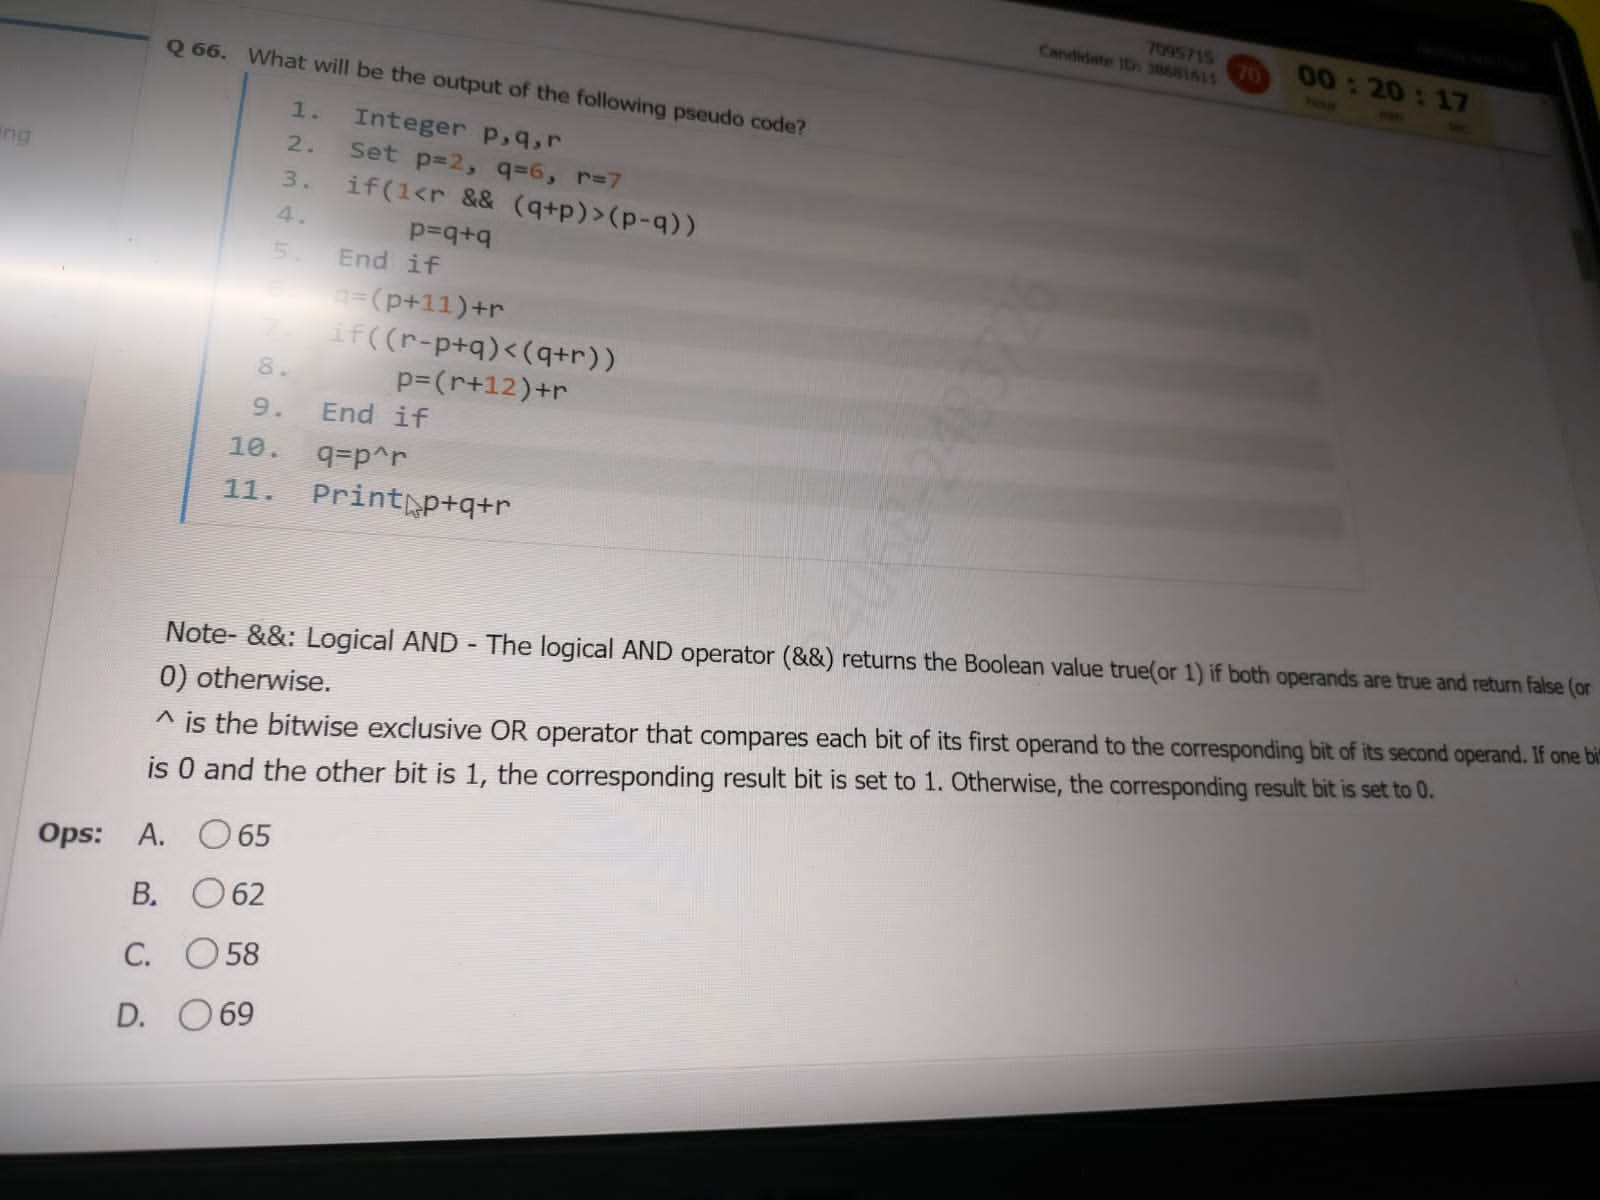 7095715
Candidate ID: 38681611
70
00 : 20 : 17
hour min sec
ing
Q 66. What will be the output of the following pseudo code?
1. Integer p,q,r
2. Set p=2, q=6, r=7
3. if(1<r && (q+p)>(p-q))
4. p=q+q
5. End if
6. q=(p+11)+r
7. if((r-p+q)<(q+r))
8. p=(r+12)+r
9. End if
10. q=p^r
11. Print p+q+r
Note- &&: Logical AND - The logical AND operator (&&) returns the Boolean value true(or 1) if both operands are true and return false (or
0) otherwise.
^ is the bitwise exclusive OR operator that compares each bit of its first operand to the corresponding bit of its second operand. If one bi
is 0 and the other bit is 1, the corresponding result bit is set to 1. Otherwise, the corresponding result bit is set to 0.
Ops: A. 65
B. 62
C. 58
D. 69